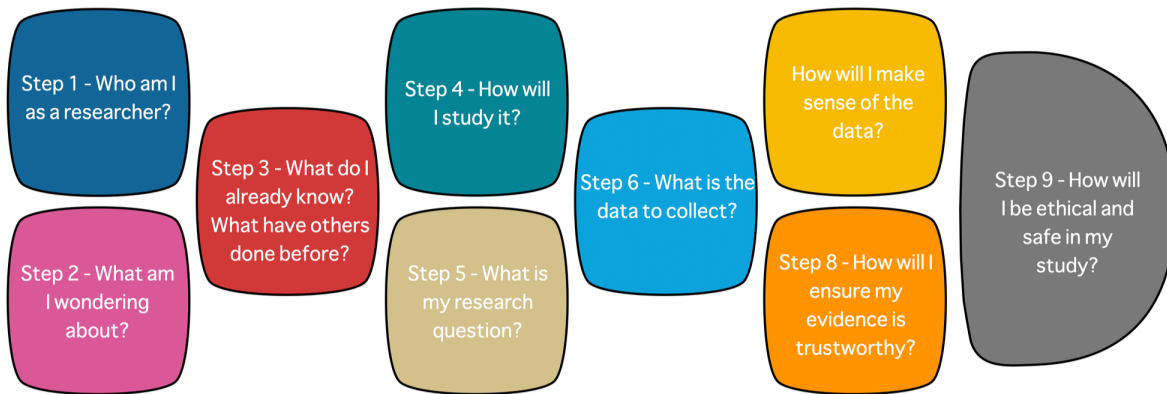 Step 1 - Who am I
as a researcher?
Step 2 - What am
I wondering
about?
Step 3 - What do I
already know?
What have others
done before?
Step 4 - How will
I study it?
Step 5 - What is
my research
question?
Step 6 - What is the
data to collect?
How will I make
sense of the
data?
Step 8 - How will I
ensure my
evidence is
trustworthy?
Step 9 - How will
I be ethical and
safe in my
study?